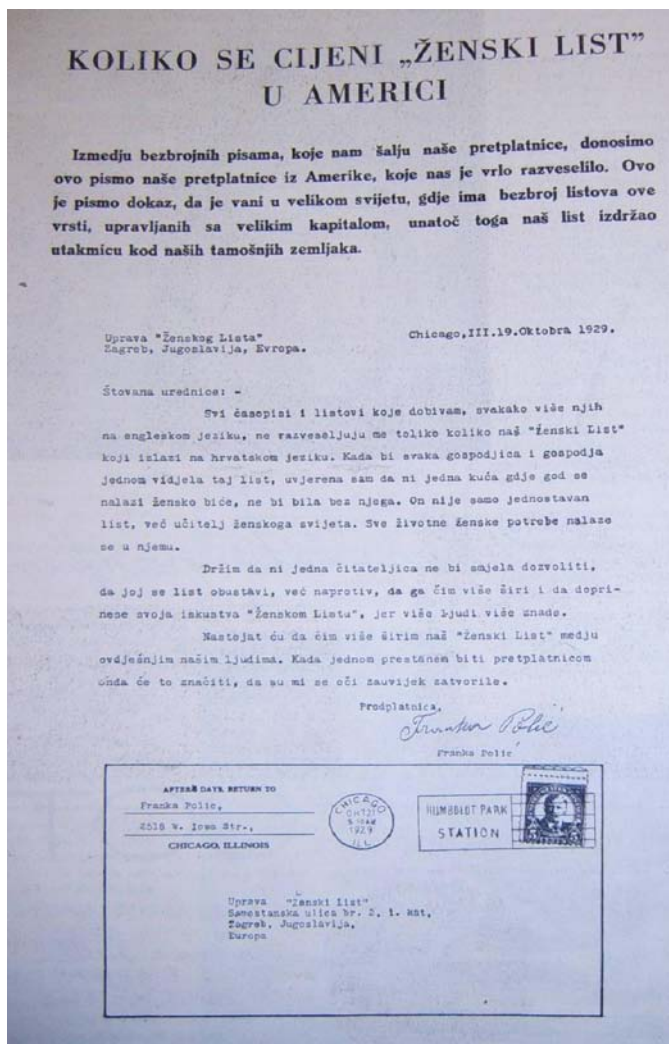 KOLIKO SE CIJENI „ŽENSKI LIST”
U AMERICI
Izmedju bezbrojnih pisama, koje nam šalju naše pretplatnice, donosimo
ovo pismo naše pretplatnice iz Amerike, koje nas je vrlo razveselilo. Ovo
je pismo dokaz, da je vani u velikom svijetu, gdje ima bezbroj listova ove
vrsti, upravljanih sa velikim kapitalom, unatoč toga naš list izdržao
utakmicu kod naših tamošnjih zemljaka.
Uprava "Ženskog Lista"
Zagreb, Jugoslavija, Evropa.
Chicago,III.19.Oktobra 1929.
Štovana urednice: -
Svi časopisi i listovi koje dobivam, svakako više njih
na engleskom jeziku, ne razveseljuju me toliko koliko naš "Ženski List"
koji izlazi na hrvatskom jeziku. Kada bi svaka gospodjica i gospodja
jednom vidjela taj list, uvjerena sam da ni jedna kuća gdje god se
nalazi žensko biće, ne bi bila bez njega. On nije samo jednostavan
list, već učitelj ženskoga svijeta. Sve životne ženske potrebe nalaze
se u njemu.
Držim da ni jedna čitateljica ne bi smjela dozvoliti,
da joj se list obustavi, već naprotiv, da ga čim više širi i da dopri-
nese svoja iskustva "Ženskom Listu", jer više ljudi više znade.
Nastojat ću da čim više širim naš "Ženski List" medju
ovdješnjim našim ljudima. Kada jednom prestanem biti pretplatnicom
onda će to značiti, da su mi se oči zauvijek zatvorile.
Predplatnica,
Franka Polić
Franka Polić
AFTER 5 DAYS, RETURN TO
Franka Polic,
2518 W. Iowa Str.,
CHICAGO, ILLINOIS
CHICAGO
OCT 21
1929
ILL.
HUMBOLDT PARK
STATION
Uprava "Ženski List"
Samostanska ulica br. 2, 1. kat,
Zagreb, Jugoslavija,
Europa